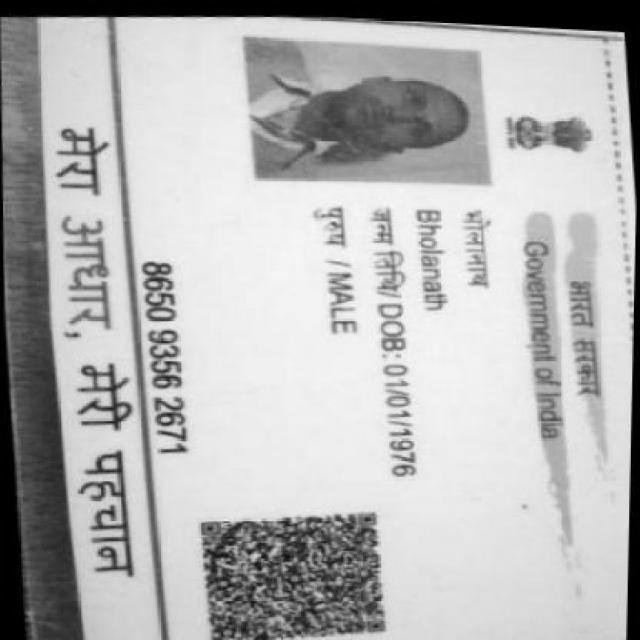 भारत सरकार
Government of India
भोलानाथ
Bholanath
जन्म तिथि/ DOB: 01/01/1976
पुरुष / MALE
8650 9356 2671
मेरा आधार, मेरी पहचान